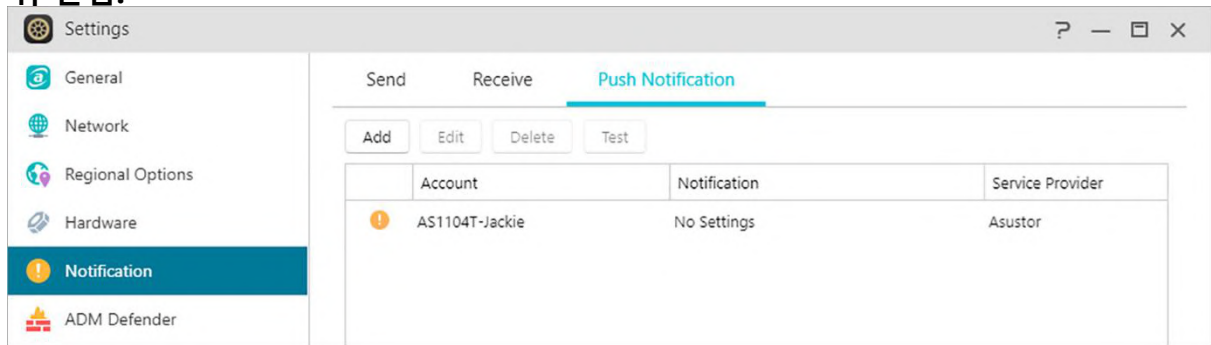 Settings
General
Network
Regional Options
Hardware
Notification
ADM Defender
Send Receive Push Notification
Add Edit Delete Test
Account Notification Service Provider
AS1104T-Jackie No Settings Asustor